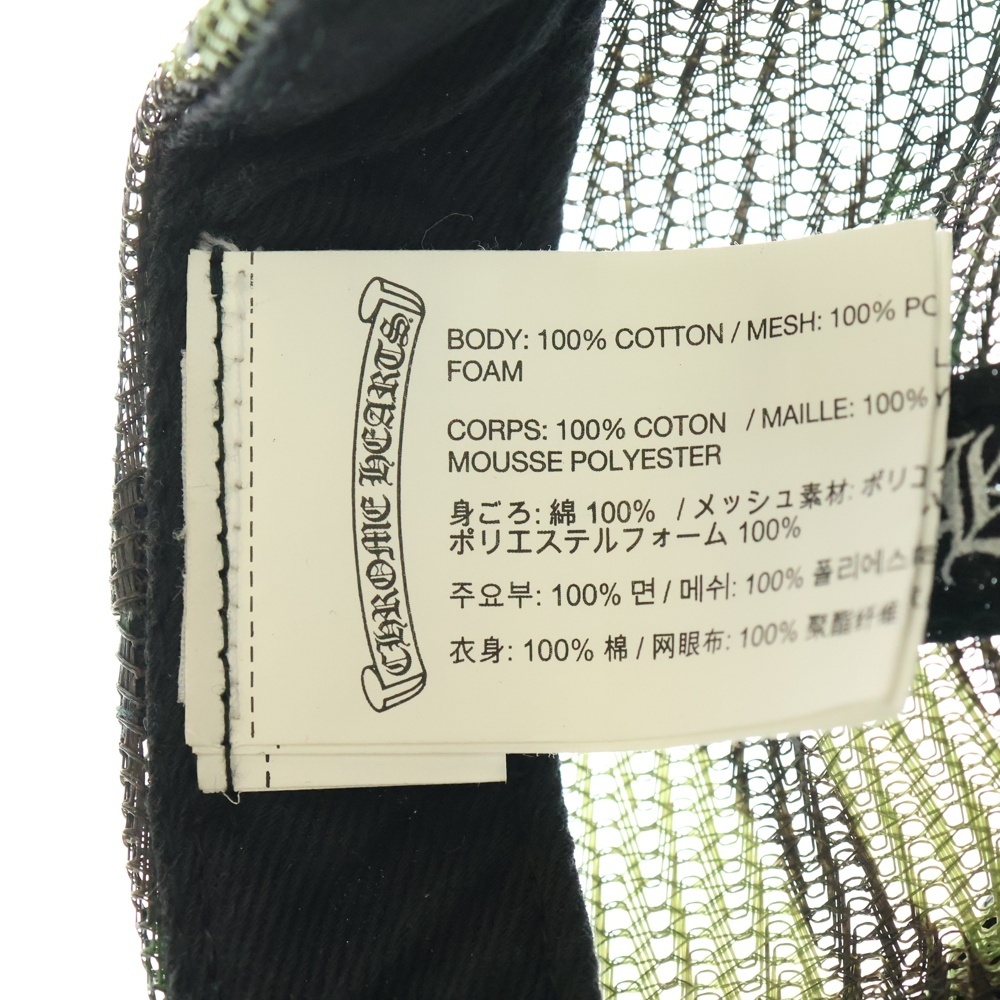 CHROME HEARTS
BODY: 100% COTTON / MESH: 100% PO
FOAM
CORPS: 100% COTON / MAILLE: 100%
MOUSSE POLYESTER
身ごろ: 綿 100% / メッシュ素材: ポリコ
ポリエステルフォーム 100%
주요부: 100% 면 / 메쉬: 100% 폴리에스
衣身: 100% 棉 / 网眼布: 100% 聚酯纤维